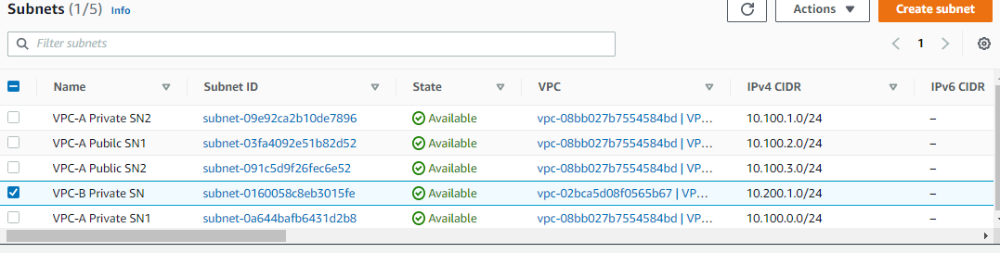 Subnets (1/5) Info Actions Create subnet
Filter subnets 1
Name Subnet ID State VPC IPv4 CIDR IPv6 CIDR
VPC-A Private SN2 subnet-09e92ca2b10de7896 Available vpc-08bb027b7554584bd | VP… 10.100.1.0/24 –
VPC-A Pubilc SN1 subnet-03fa4092e51b82d52 Available vpc-08bb027b7554584bd | VP… 10.100.2.0/24 –
VPC-A Public SN2 subnet-091c5d9f26fec6e52 Available vpc-08bb027b7554584bd | VP… 10.100.3.0/24 –
VPC-B Private SN subnet-0160058c8eb3015fe Available vpc-02bca5d08f0565b67 | VP… 10.200.1.0/24 –
VPC-A Private SN1 subnet-0a644bafb6431d2b8 Available vpc-08bb027b7554584bd | VP… 10.100.0.0/24 –